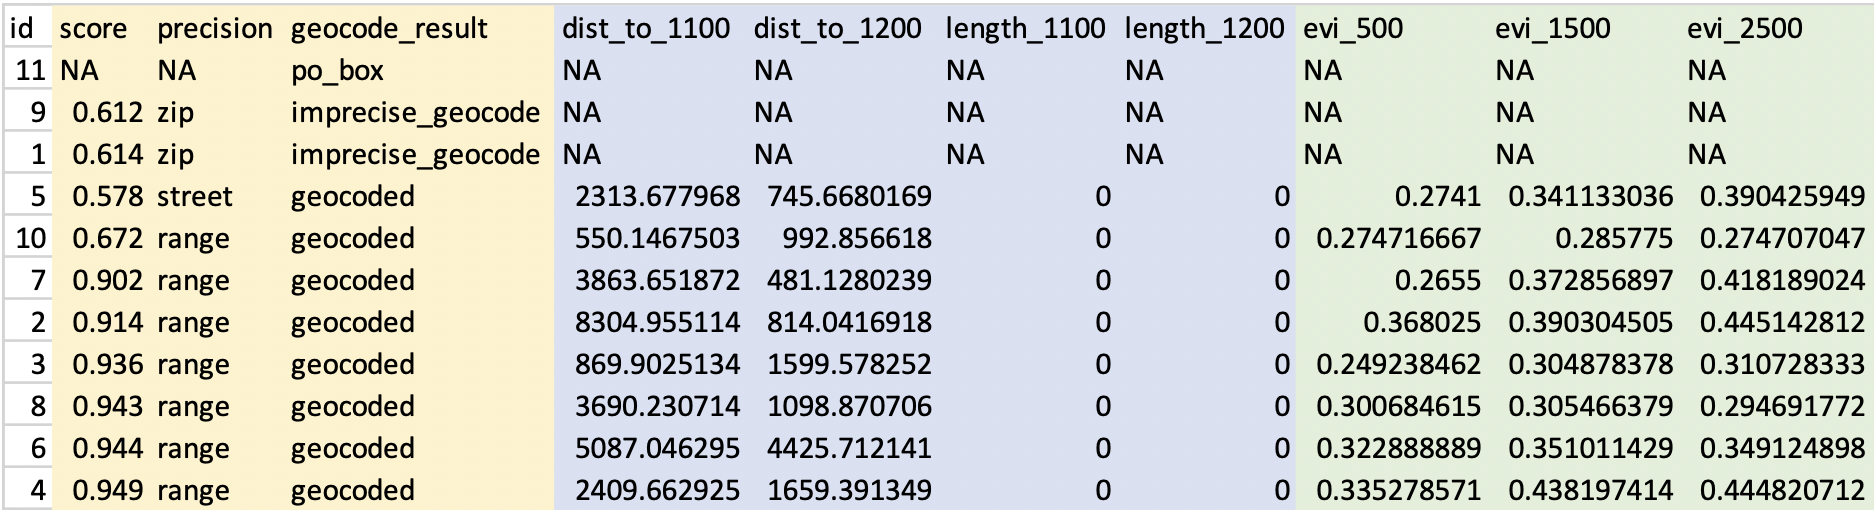 id score precision geocode_result dist_to_1100 dist_to_1200 length_1100 length_1200 evi_500 evi_1500 evi_2500
11 NA NA po_box NA NA NA NA NA NA NA
9 0.612 zip imprecise_geocode NA NA NA NA NA NA NA
1 0.614 zip imprecise_geocode NA NA NA NA NA NA NA
5 0.578 street geocoded 2313.677968 745.6680169 0 0 0.2741 0.341133036 0.390425949
10 0.672 range geocoded 550.1467503 992.856618 0 0 0.274716667 0.285775 0.274707047
7 0.902 range geocoded 3863.651872 481.1280239 0 0 0.2655 0.372856897 0.418189024
2 0.914 range geocoded 8304.955114 814.0416918 0 0 0.368025 0.390304505 0.445142812
3 0.936 range geocoded 869.9025134 1599.578252 0 0 0.249238462 0.304878378 0.310728333
8 0.943 range geocoded 3690.230714 1098.870706 0 0 0.300684615 0.305466379 0.294691772
6 0.944 range geocoded 5087.046295 4425.712141 0 0 0.322888889 0.351011429 0.349124898
4 0.949 range geocoded 2409.662925 1659.391349 0 0 0.335278571 0.438197414 0.444820712